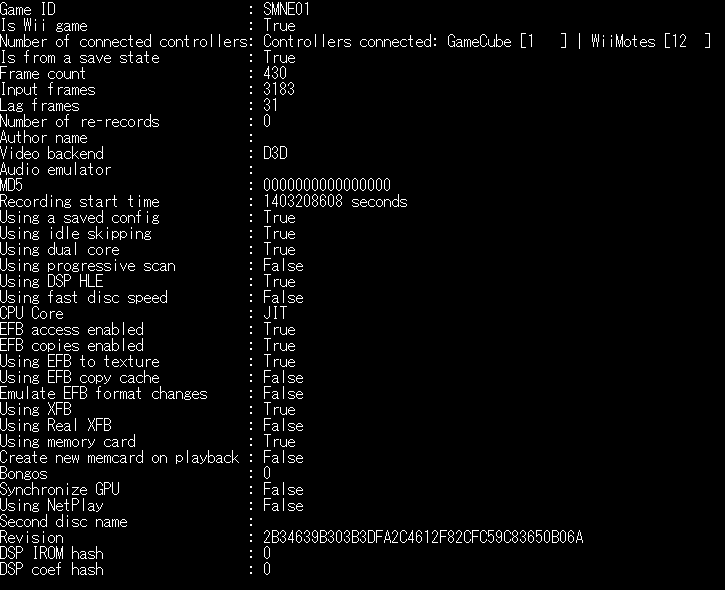 Game ID : SMNE01
Is Wii game : True
Number of connected controllers: Controllers connected: GameCube [1   ] | WiiMotes [12  ]
Is from a save state : True
Frame count : 430
Input frames : 3183
Lag frames : 31
Number of re-records : 0
Author name :
Video backend : D3D
Audio emulator :
MD5 : 0000000000000000
Recording start time : 1403208608 seconds
Using a saved config : True
Using idle skipping : True
Using dual core : True
Using progressive scan : False
Using DSP HLE : True
Using fast disc speed : False
CPU Core : JIT
EFB access enabled : True
EFB copies enabled : True
Using EFB to texture : True
Using EFB copy cache : False
Emulate EFB format changes : False
Using XFB : True
Using Real XFB : False
Using memory card : True
Create new memcard on playback : False
Bongos : 0
Synchronize GPU : False
Using NetPlay : False
Second disc name :
Revision : 2B34639B303B3DFA2C4612F82CFC59C83650B06A
DSP IROM hash : 0
DSP coef hash : 0